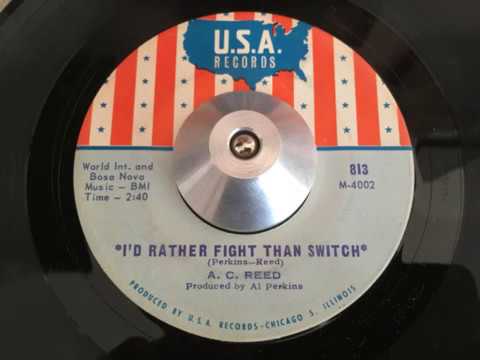 U.S.A.
RECORDS
World Int. and
Bosa Nova
Music — BMI
Time — 2:40
813
M-4002
"I'D RATHER FIGHT THAN SWITCH"
(Perkins—Reed)
A. C. REED
Produced by Al Perkins
PRODUCED BY U.S.A. RECORDS-CHICAGO 5, ILLINOIS